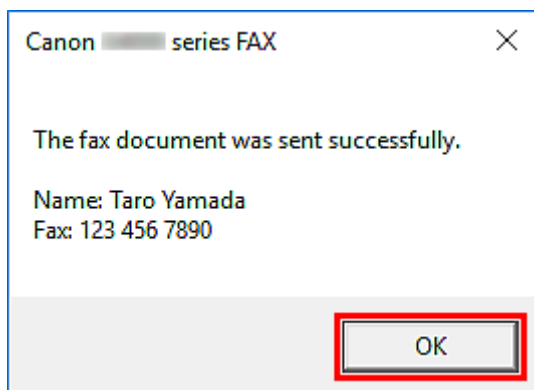 Canon series FAX
The fax document was sent successfully.
Name: Taro Yamada
Fax: 123 456 7890
OK